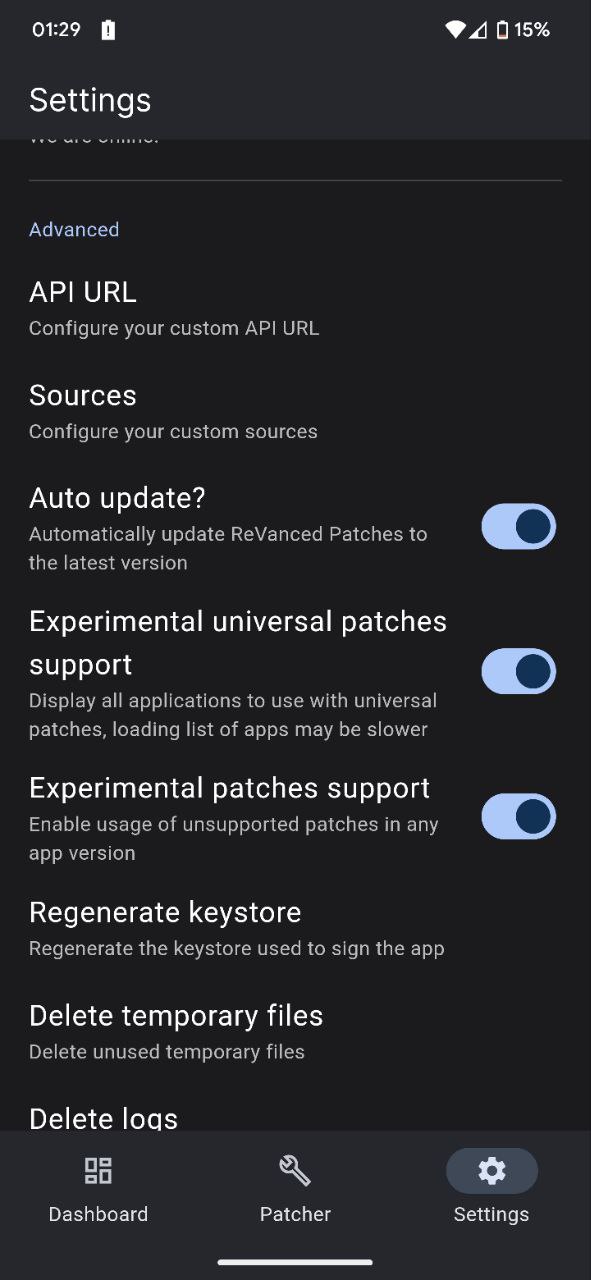 01:29
15%
Settings
We are online!
Advanced
API URL
Configure your custom API URL
Sources
Configure your custom sources
Auto update?
Automatically update ReVanced Patches to
the latest version
Experimental universal patches
support
Display all applications to use with universal
patches, loading list of apps may be slower
Experimental patches support
Enable usage of unsupported patches in any
app version
Regenerate keystore
Regenerate the keystore used to sign the app
Delete temporary files
Delete unused temporary files
Delete logs
Dashboard
Patcher
Settings